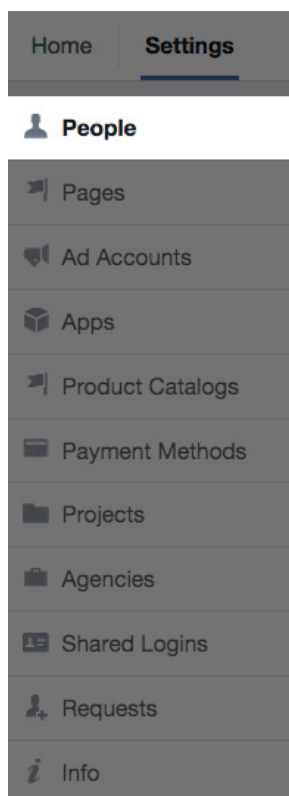 Home Settings
People
Pages
Ad Accounts
Apps
Product Catalogs
Payment Methods
Projects
Agencies
Shared Logins
Requests
Info